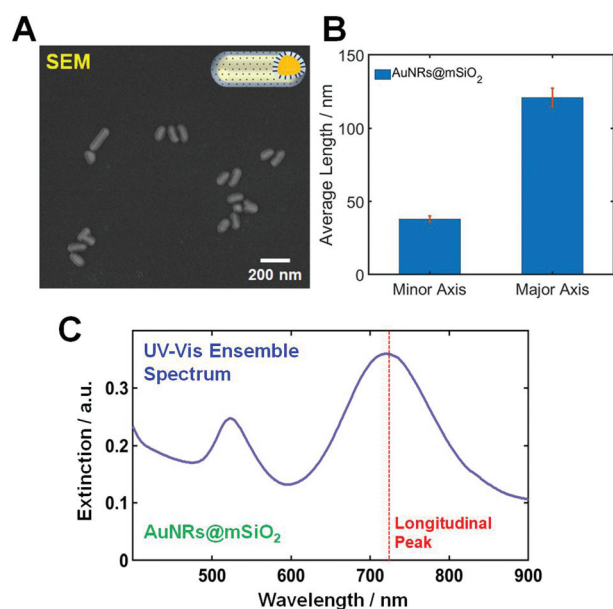 A
SEM
200 nm
B
150
100
50
0
Average Length / nm
AuNRs@mSiO₂
Minor Axis
Major Axis
C
UV-Vis Ensemble
Spectrum
0.3
0.2
0.1
0
Extinction / a.u.
AuNRs@mSiO₂
Longitudinal
Peak
500
600
700
800
900
Wavelength / nm